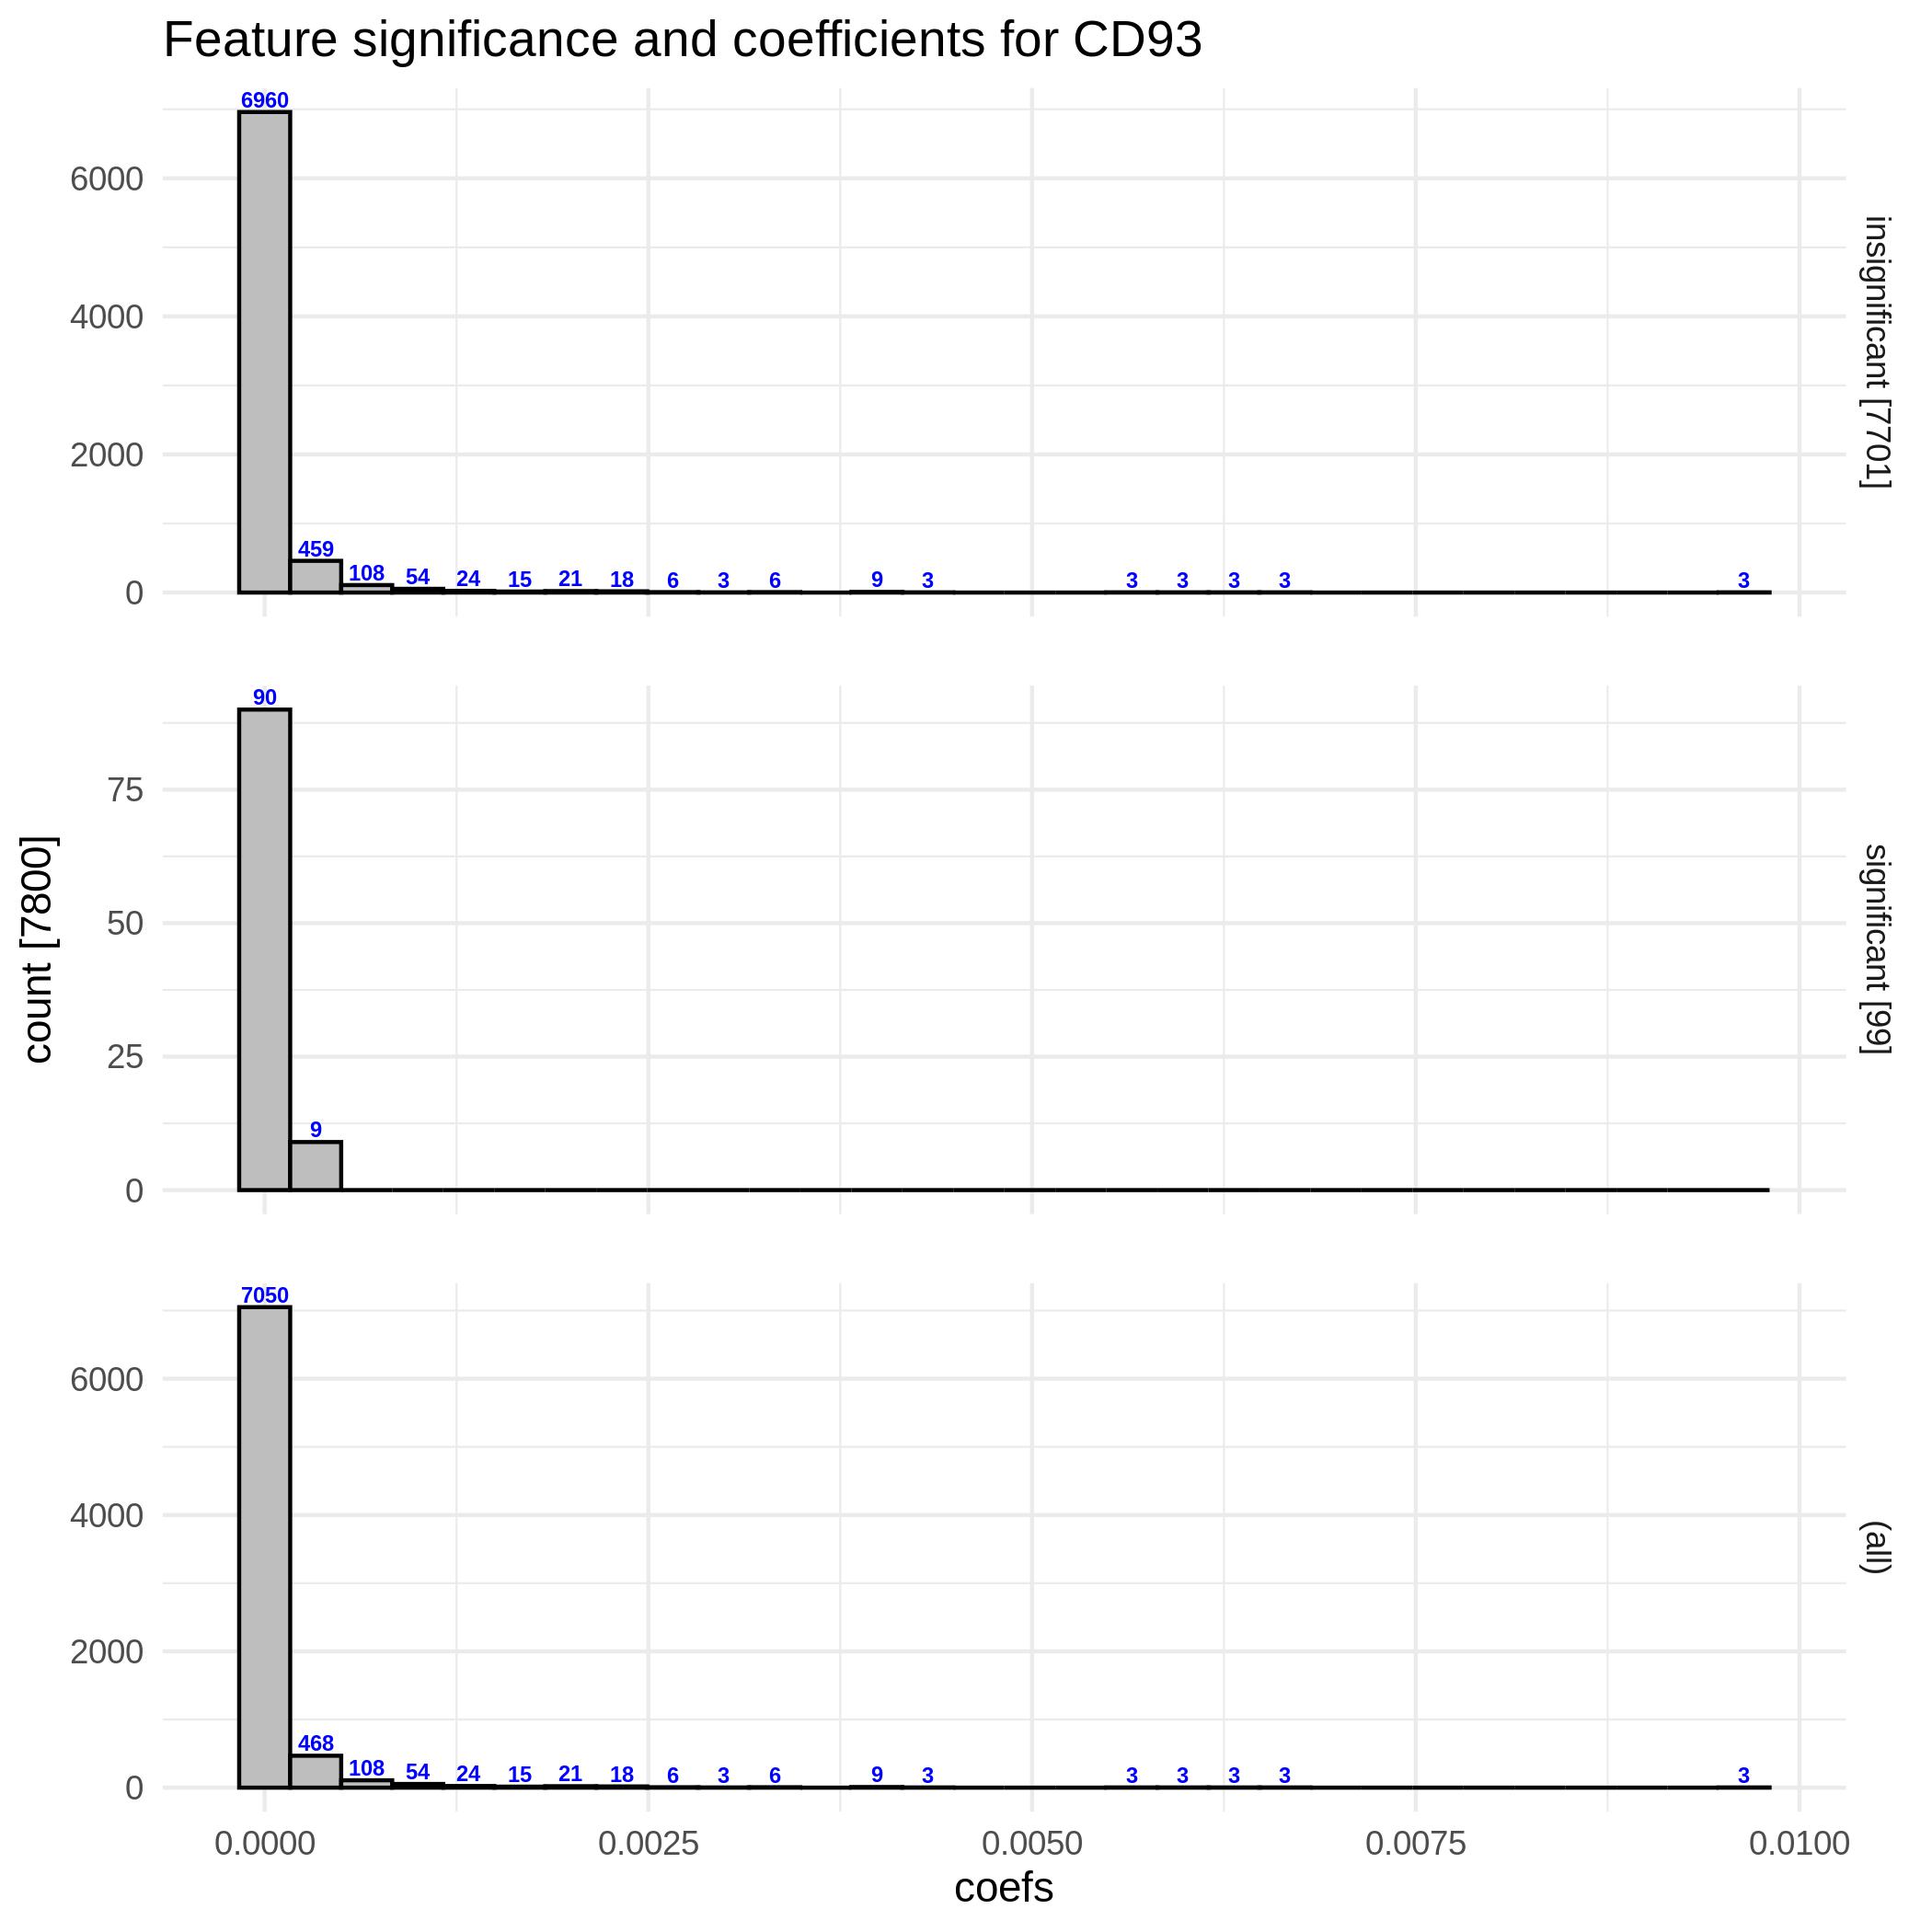 Feature significance and coefficients for CD93
6960
6000
4000
2000
459
108 54 24 15 21 18 6 3 6 9 3 3 3 3 3 3
0
insignificant [7701]
90
75
50
25
9
0
significant [99]
count [7800]
7050
6000
4000
2000
468
108 54 24 15 21 18 6 3 6 9 3 3 3 3 3 3
0
(all)
0.0000 0.0025 0.0050 0.0075 0.0100
coefs